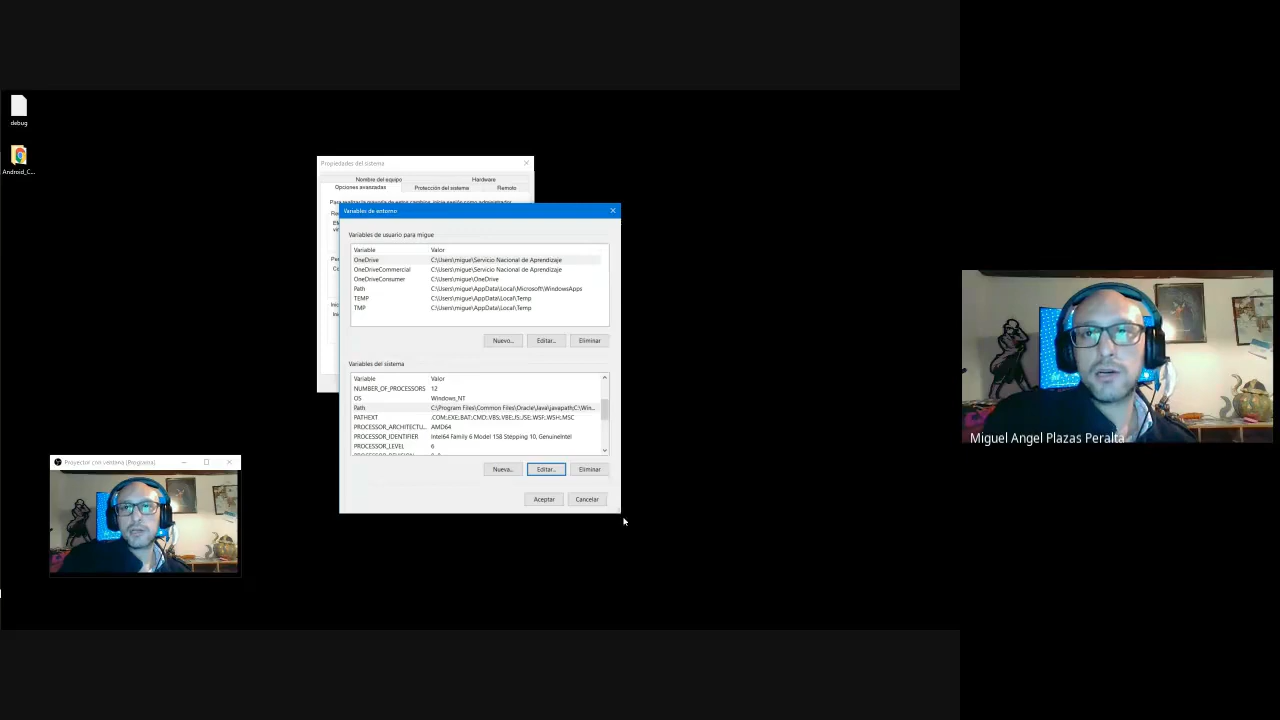 debug
Android_C...
Propiedades del sistema
Nombre del equipo
Hardware
Opciones avanzadas
Protección del sistema
Remoto
Variables de entorno
Variables de usuario para migue
Variable Valor
OneDrive C:\Users\migue\Servicio Nacional de Aprendizaje
OneDriveCommercial C:\Users\migue\Servicio Nacional de Aprendizaje
OneDriveConsumer C:\Users\migue\OneDrive
Path C:\Users\migue\AppData\Local\Microsoft\WindowsApps
TEMP C:\Users\migue\AppData\Local\Temp
TMP C:\Users\migue\AppData\Local\Temp
Nuevo... Editar... Eliminar
Variables del sistema
Variable Valor
NUMBER_OF_PROCESSORS 12
OS Windows_NT
Path C:\Program Files\Common Files\Oracle\Java\javapath;C:\Win...
PATHEXT .COM;.EXE;.BAT;.CMD;.VBS;.VBE;.JS;.JSE;.WSF;.WSH;.MSC
PROCESSOR_ARCHITECTU... AMD64
PROCESSOR_IDENTIFIER Intel64 Family 6 Model 158 Stepping 10, GenuineIntel
PROCESSOR_LEVEL 6
Nueva... Editar... Eliminar
Aceptar Cancelar
Proyector con ventana (Programa)
Miguel Angel Plazas Peralta